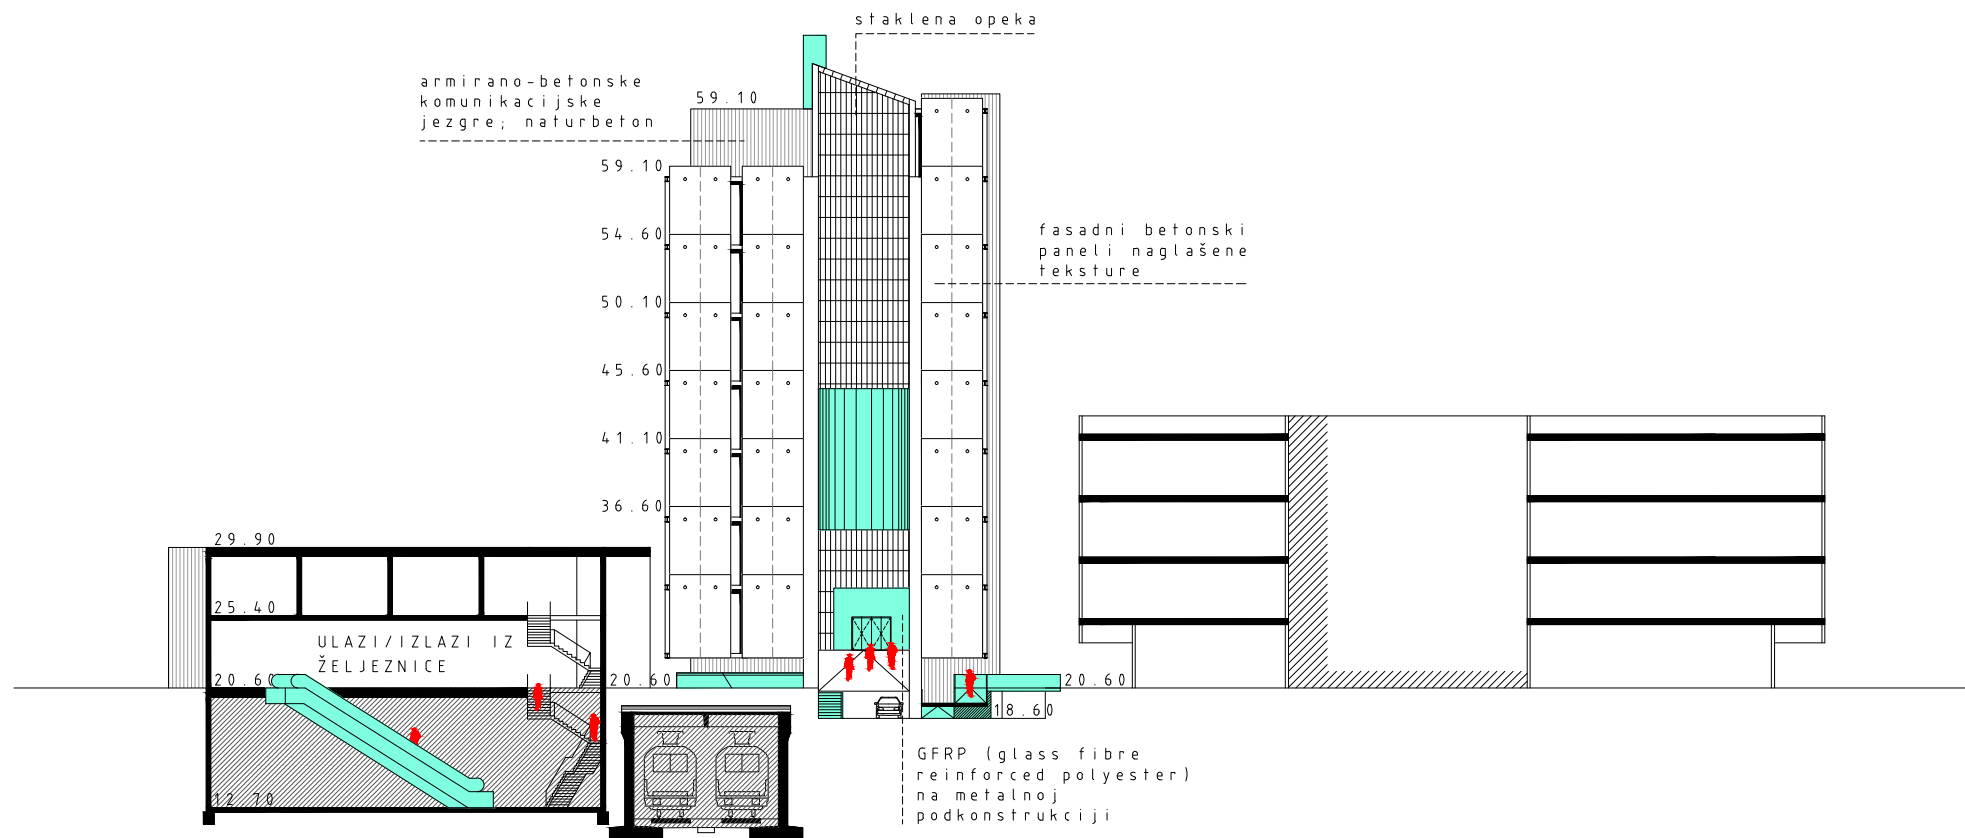 staklena opeka
armirano-betonske
komunikacijske
jezgre; naturbeton
59.10
59.10
54.60
fasadni betonski
paneli naglašene
teksture
50.10
45.60
41.10
36.60
29.90
25.40
ULAZI/IZLAZI IZ
ŽELJEZNICE
20.60
20.60
20.60
18.60
GFRP (glass fibre
reinforced polyester)
na metalnoj
podkonstrukciji
12.70